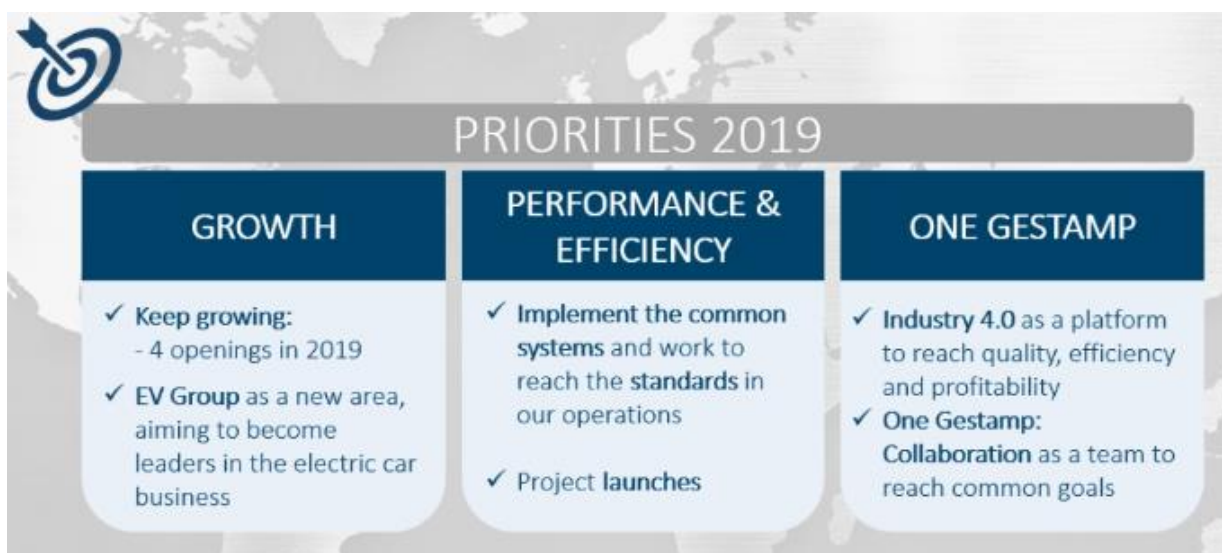 PRIORITIES 2019
GROWTH
✓ Keep growing:
- 4 openings in 2019
✓ EV Group as a new area,
aiming to become
leaders in the electric car
business
PERFORMANCE &
EFFICIENCY
✓ Implement the common
systems and work to
reach the standards in
our operations
✓ Project launches
ONE GESTAMP
✓ Industry 4.0 as a platform
to reach quality, efficiency
and profitability
✓ One Gestamp:
Collaboration as a team to
reach common goals